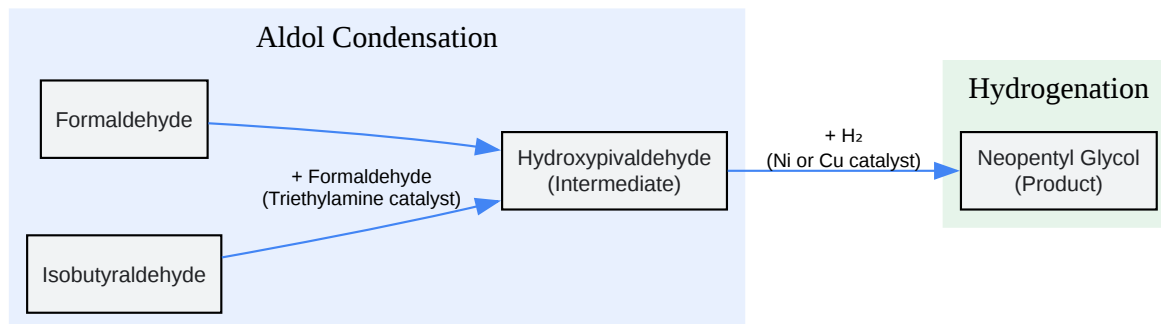 Aldol Condensation
Formaldehyde
+ Formaldehyde
(Triethylamine catalyst)
Isobutyraldehyde
Hydroxypivaldehyde
(Intermediate)
+ H₂
(Ni or Cu catalyst)
Hydrogenation
Neopentyl Glycol
(Product)